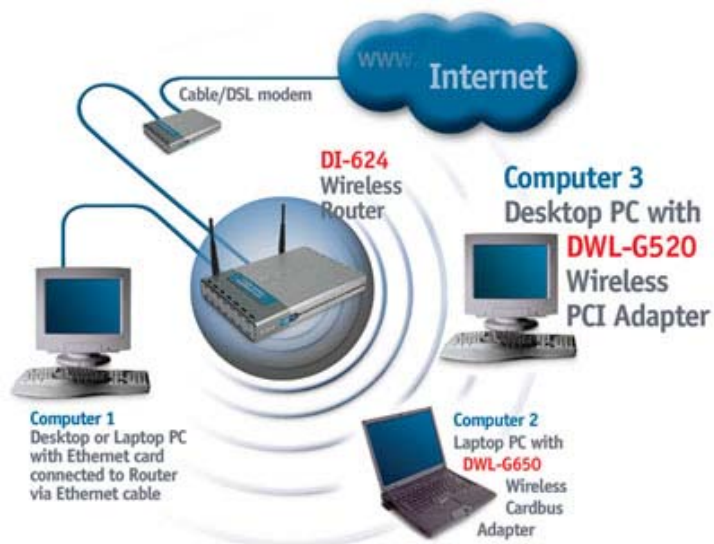 www.
Internet
Cable/DSL modem
DI-624
Wireless
Router
Computer 3
Desktop PC with
DWL-G520
Wireless
PCI Adapter
Computer 1
Desktop or Laptop PC
with Ethernet card
connected to Router
via Ethernet cable
Computer 2
Laptop PC with
DWL-G650
Wireless
Cardbus
Adapter